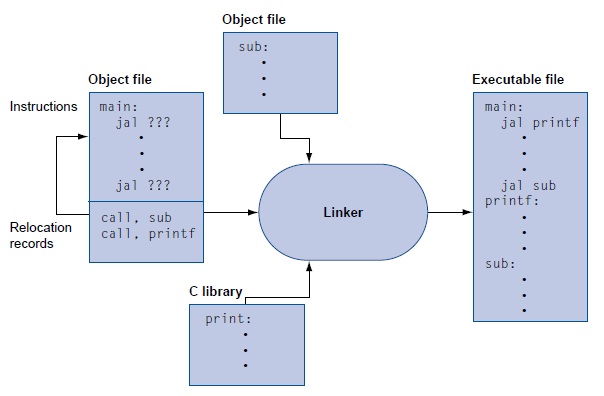 Object file
sub:
Object file
Instructions
main:
jal ???
jal ???
Relocation
records
call, sub
call, printf
Linker
C library
print:
Executable file
main:
jal printf
jal sub
printf:
sub: